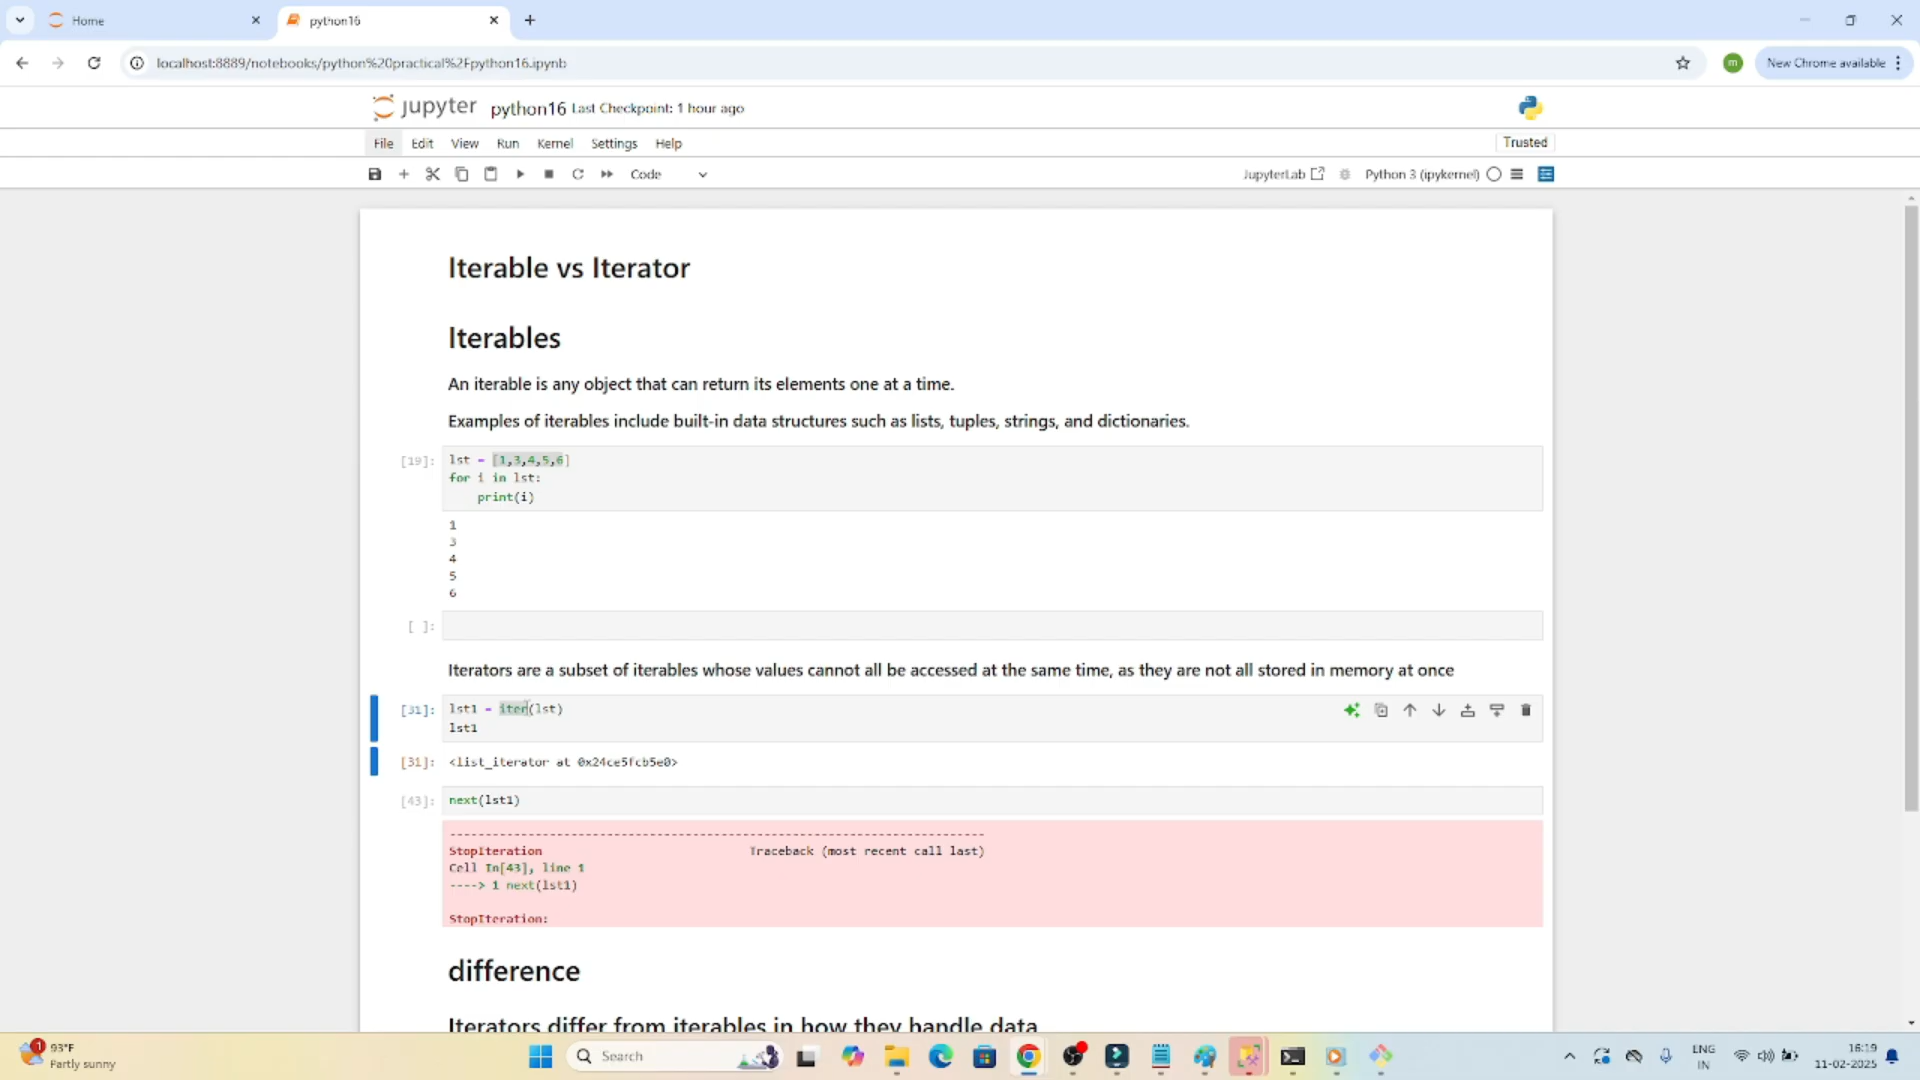 Home
python16
localhost:8889/notebooks/python%20practical%2Fpython16.ipynb
m
New Chrome available
jupyter python16 Last Checkpoint: 1 hour ago
File Edit View Run Kernel Settings Help
Trusted
Code
JupyterLab
Python 3 (ipykernel)
Iterable vs Iterator
Iterables
An iterable is any object that can return its elements one at a time.
Examples of iterables include built-in data structures such as lists, tuples, strings, and dictionaries.
[19]: lst = [1,3,4,5,6]
for i in lst:
print(i)
1
3
4
5
6
[ ]:
Iterators are a subset of iterables whose values cannot all be accessed at the same time, as they are not all stored in memory at once
[31]: lst1 = iter(lst)
lst1
[31]: <list_iterator at 0x24ce5fcb5e0>
[43]: next(lst1)
---------------------------------------------------------------------------
StopIteration Traceback (most recent call last)
Cell In[43], line 1
----> 1 next(lst1)
StopIteration:
difference
Iterators differ from iterables in how they handle data
1
93°F
Partly sunny
Search
ENG
IN
16:19
11-02-2025